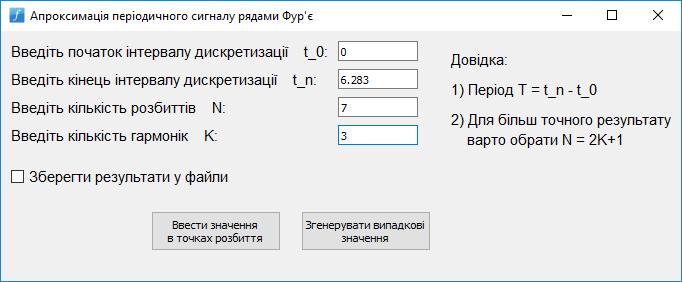 Апроксимація періодичного сигналу рядами Фур'є
Введіть початок інтервалу дискретизації t_0: 0
Введіть кінець інтервалу дискретизації t_n: 6.283
Введіть кількість розбиттів N: 7
Введіть кількість гармонік K: 3
Довідка:
1) Період T = t_n - t_0
2) Для більш точного результату
варто обрати N = 2K+1
Зберегти результати у файли
Ввести значення
в точках розбиття
Згенерувати випадкові
значення